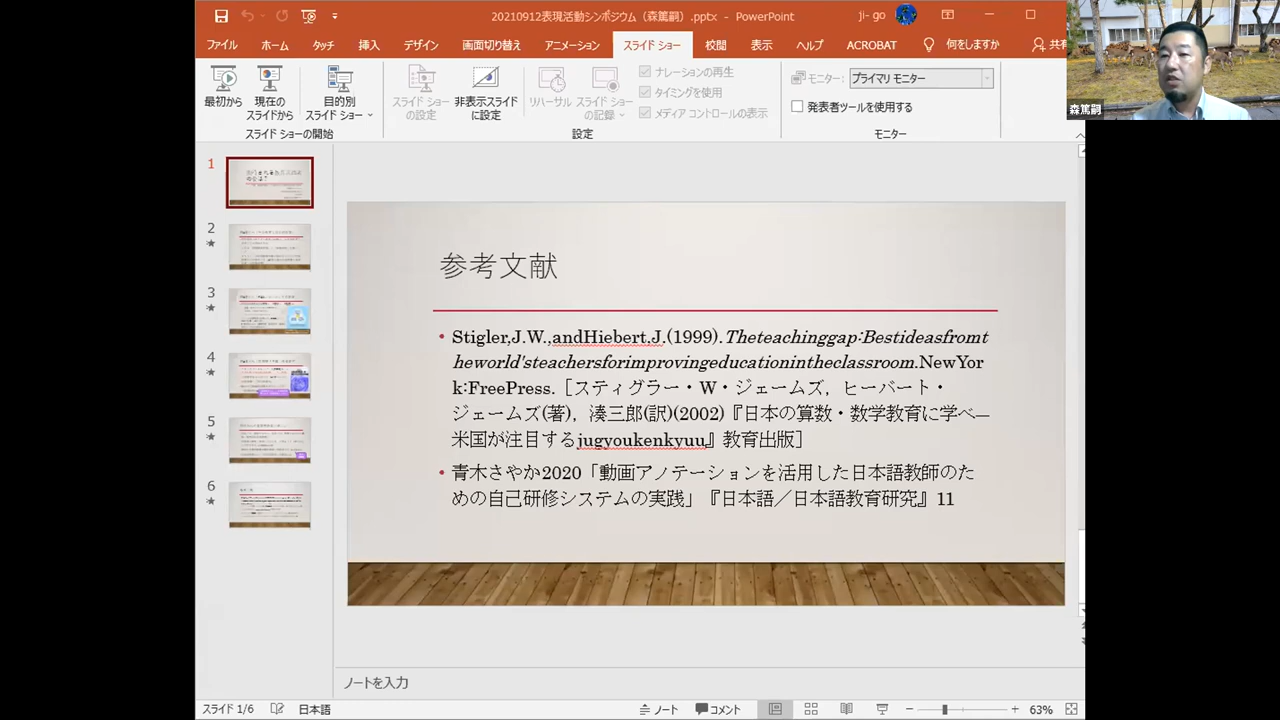 20210912表現活動シンポジウム（森篤嗣）.pptx - PowerPoint
ji- go
ファイル ホーム タッチ 挿入 デザイン 画面切り替え アニメーション スライド ショー 校閲 表示 ヘルプ ACROBAT 何をしますか 共有
最初から
現在の
スライドから
目的別
スライド ショー
スライド ショーの開始
スライド ショー
の設定
非表示スライド
に設定
リハーサル
スライド ショー
の記録
ナレーションの再生
タイミングを使用
メディア コントロールの表示
設定
モニター: プライマリ モニター
発表者ツールを使用する
モニター
森篤嗣
1
2
3
4
5
6
参考文献
• Stigler,J.W.,andHiebert,J.(1999).Theteachinggap:Bestideasfromt
heworld'steachersforimprovingeducationintheclassroom.NewYor
k:FreePress.［スティグラー・W・ジェームズ，ヒーバート・
ジェームズ(著)，湊三郎(訳)(2002)『日本の算数・数学教育に学べ―
米国が注目するjugyoukenkyuu』教育出版］
• 青木さやか2020「動画アノテーションを活用した日本語教師のた
めの自己研修システムの実践」『日本語／日本語教育研究』11
ノートを入力
スライド 1/6 日本語 ノート コメント 63%